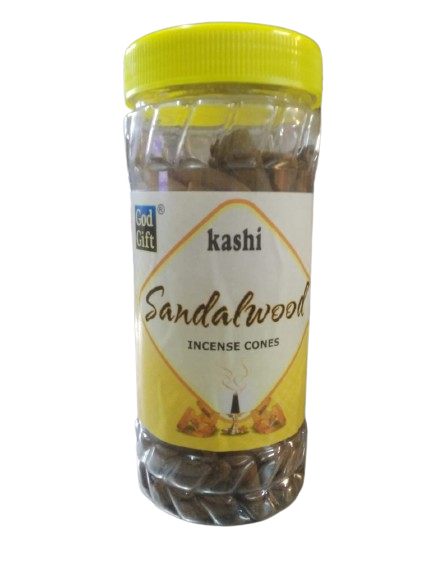 God
Gift
®
kashi
Sandalwood
INCENSE CONES